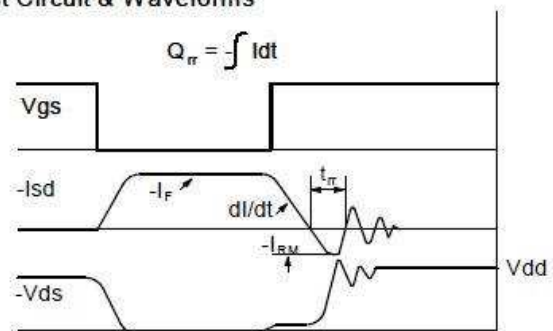 Circuit & Waveforms
Qrr = -∫ Idt
Vgs
-Isd
-IF
dI/dt
trr
-IRM
Vdd
-Vds